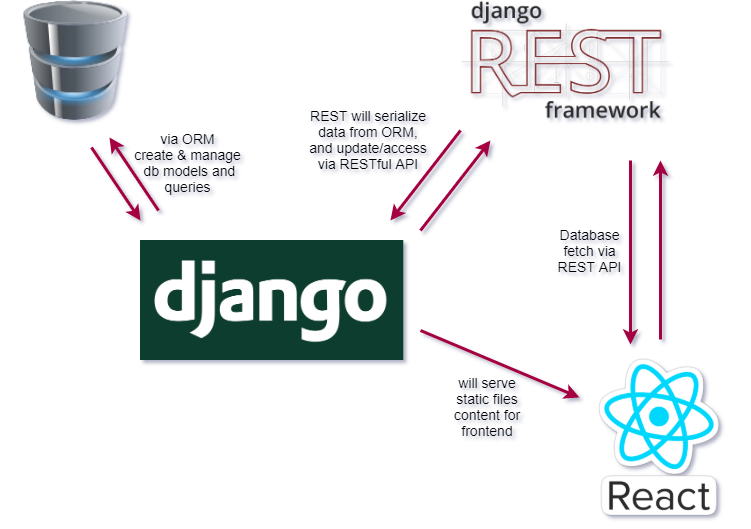 django
REST
framework
via ORM
create & manage
db models and
queries
REST will serialize
data from ORM,
and update/access
via RESTful API
Database
fetch via
REST API
django
will serve
static files
content for
frontend
React